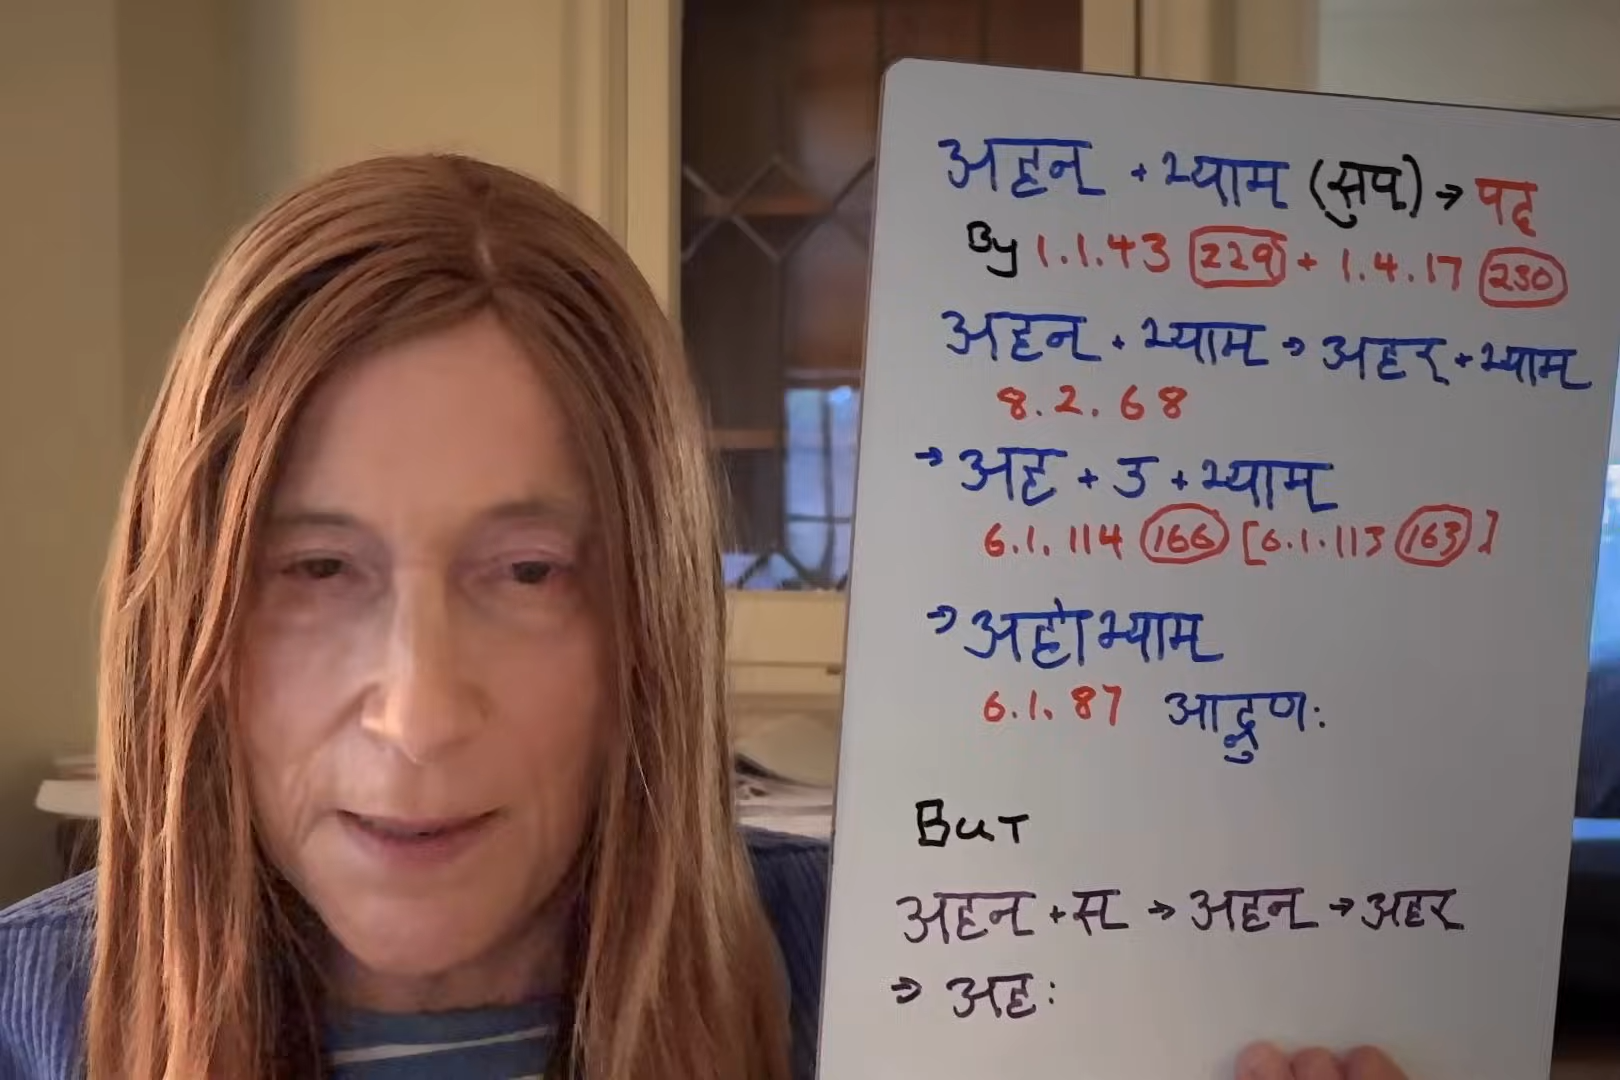 अहन् + भ्याम् (सुप्) → पद
By 1.1.43 229 + 1.4.17 230
अहन् + भ्याम् → अहर् + भ्याम्
8.2.68
→ अह + उ + भ्याम्
6.1.114 166 [6.1.113 163]
→ अहोभ्याम्
6.1.87 आद्गुणः
But
अहन् + स् → अहन् → अहर्
→ अहः